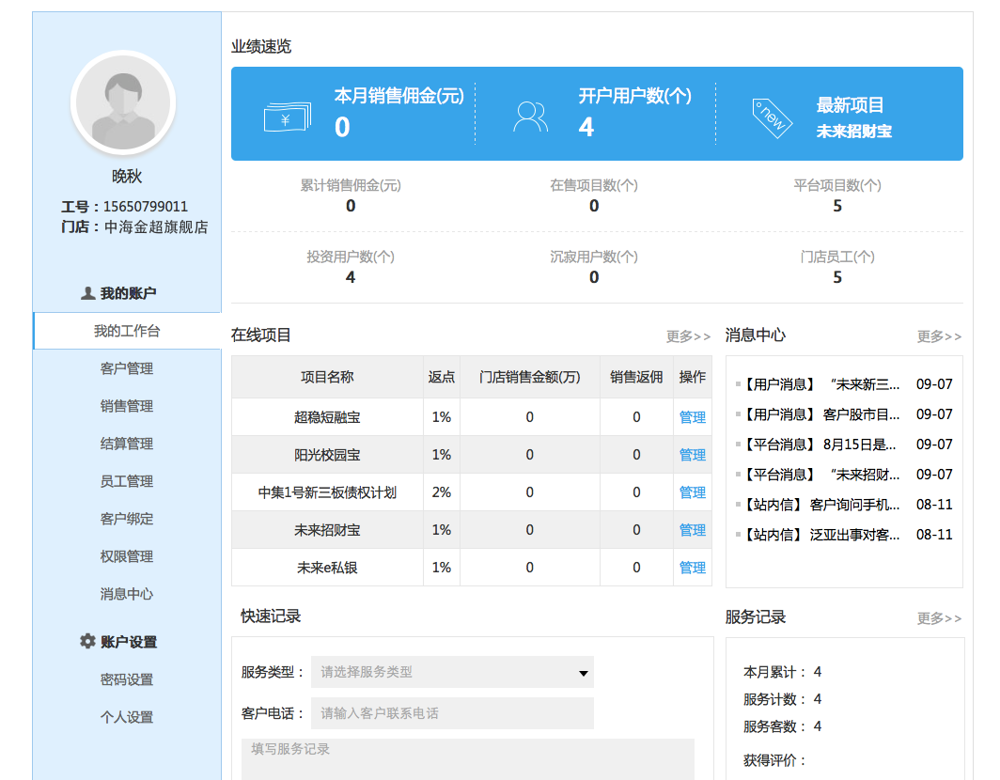 晚秋
工号：15650799011
门店：中海金超旗舰店
我的账户
我的工作台
客户管理
销售管理
结算管理
员工管理
客户绑定
权限管理
消息中心
账户设置
密码设置
个人设置
业绩速览
本月销售佣金(元)
0
¥
开户用户数(个)
4
new
最新项目
未来招财宝
累计销售佣金(元) 在售项目数(个) 平台项目数(个)
0 0 5
投资用户数(个) 沉寂用户数(个) 门店员工(个)
4 0 5
在线项目 更多>>
项目名称 返点 门店销售金额(万) 销售返佣 操作
超稳短融宝 1% 0 0 管理
阳光校园宝 1% 0 0 管理
中集1号新三板债权计划 2% 0 0 管理
未来招财宝 1% 0 0 管理
未来e私银 1% 0 0 管理
消息中心 更多>>
【用户消息】 “未来新三... 09-07
【用户消息】 客户股市目... 09-07
【平台消息】 8月15日是... 09-07
【平台消息】 “未来招财... 09-07
【站内信】 客户询问手机... 08-11
【站内信】 泛亚出事对客... 08-11
快速记录
服务类型： 请选择服务类型
客户电话： 请输入客户联系电话
填写服务记录
服务记录 更多>>
本月累计： 4
服务计数： 4
服务客数： 4
获得评价：